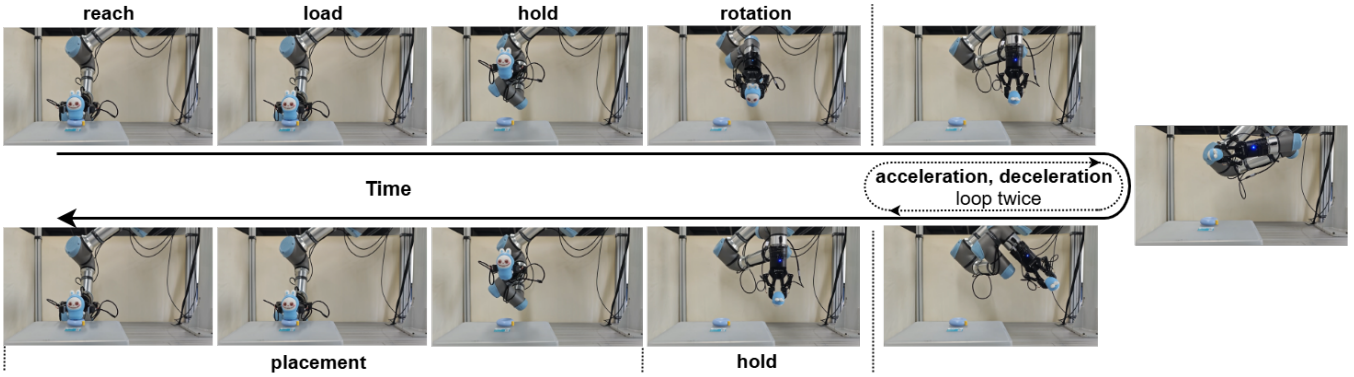 reach
load
hold
rotation
acceleration, deceleration
loop twice
Time
placement
hold